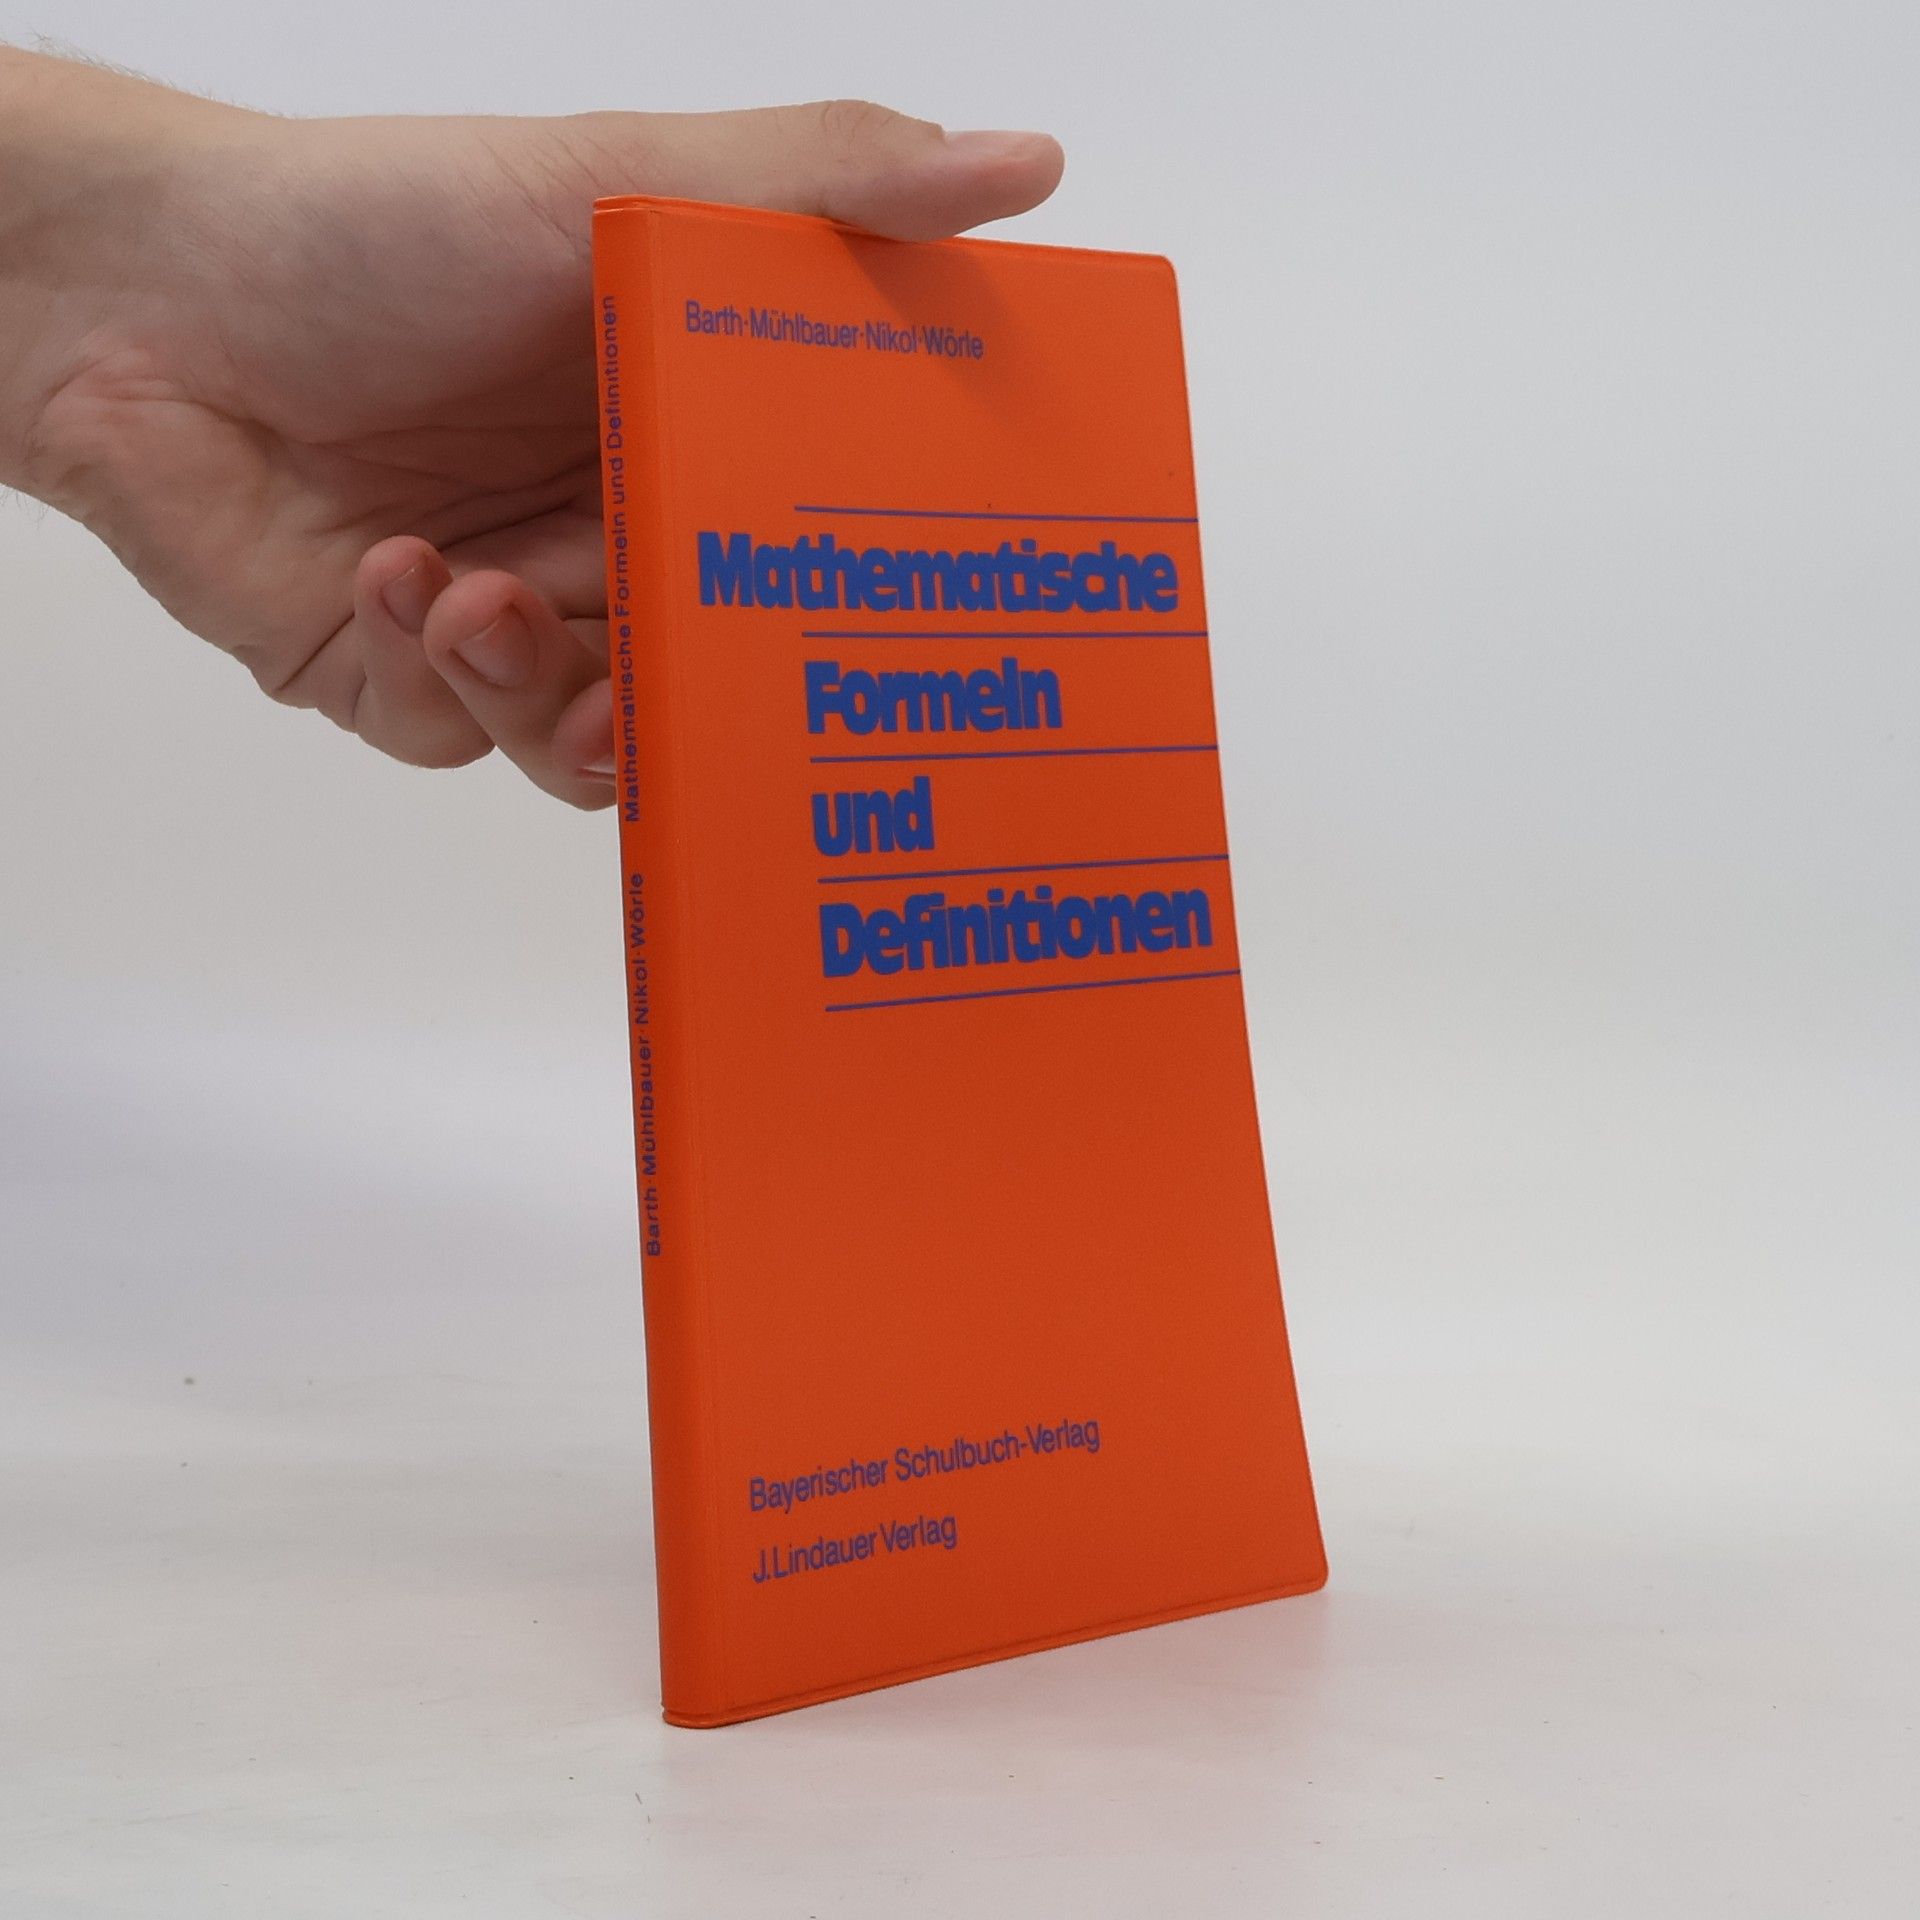 Barth·Mühlbauer·Nikol·Wörle
Mathematische
Formeln
und
Definitionen
Bayerischer Schulbuch-Verlag
J. Lindauer Verlag
Barth·Mühlbauer·Nikol·Wörle Mathematische Formeln und Definitionen